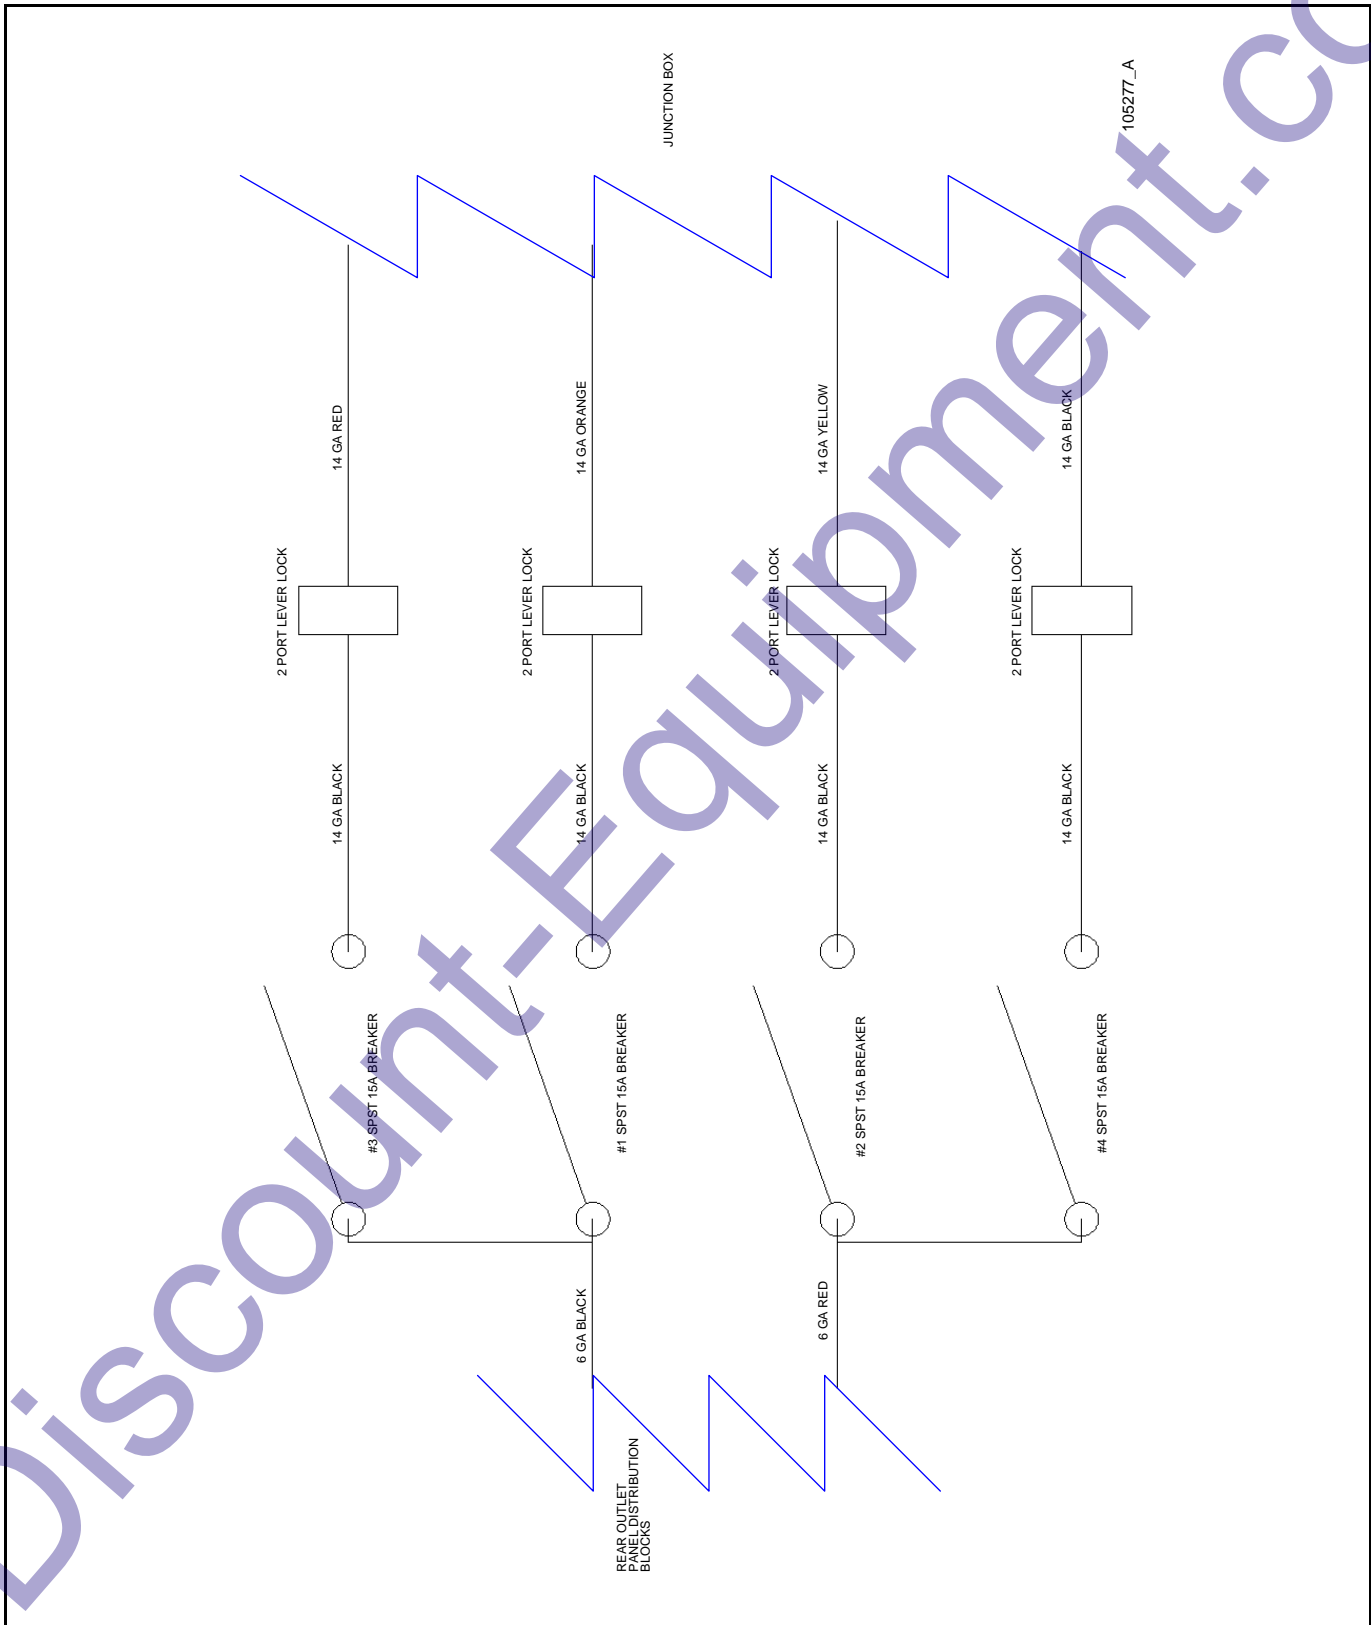 JUNCTION BOX
105277_A
14 GA RED
14 GA ORANGE
14 GA YELLOW
14 GA BLACK
2 PORT LEVER LOCK
2 PORT LEVER LOCK
2 PORT LEVER LOCK
2 PORT LEVER LOCK
14 GA BLACK
14 GA BLACK
14 GA BLACK
14 GA BLACK
#3 SPST 15A BREAKER
#1 SPST 15A BREAKER
#2 SPST 15A BREAKER
#4 SPST 15A BREAKER
6 GA BLACK
6 GA RED
REAR OUTLET
PANEL DISTRIBUTION
BLOCKS
Discount-Equipment.co